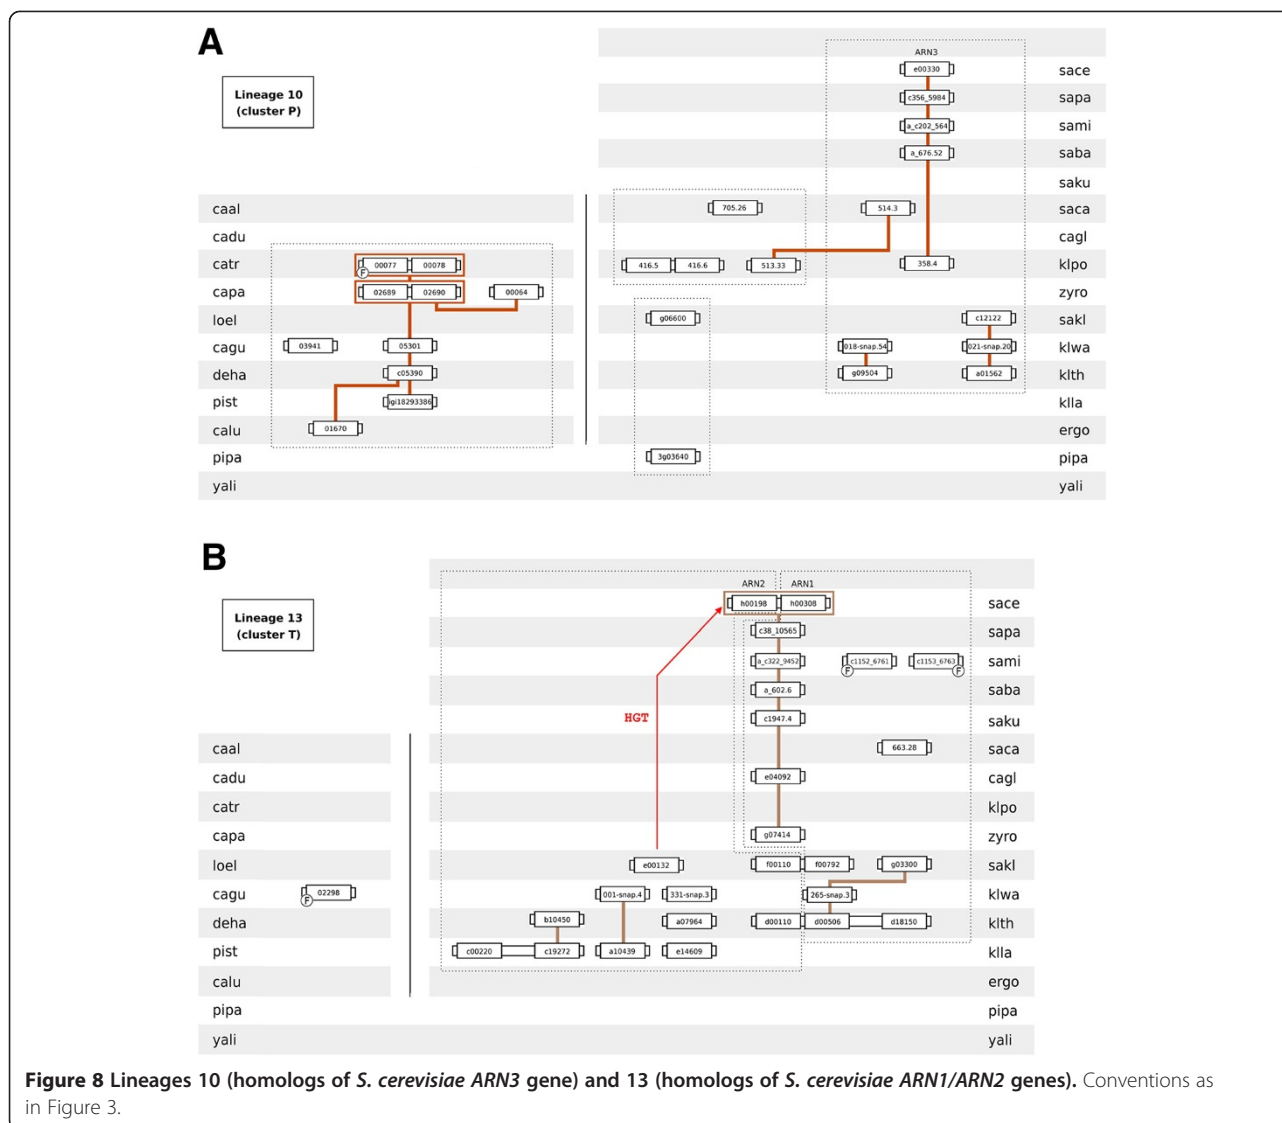 A
Lineage 10
(cluster P)
ARN3
e00330
sace
c356_5984
sapa
a_c202_564
sami
a_676.52
saba
saku
caal
705.26
514.3
saca
cadu
cagl
catr
00077
00078
F
416.5
416.6
513.33
358.4
klpo
capa
02689
02690
00064
zyro
loel
g06600
c12122
sakl
cagu
03941
05301
018-snap.54
021-snap.20
klwa
deha
c05390
g09504
a01562
klth
pist
igi18293386
klla
calu
01670
ergo
pipa
3g03640
pipa
yali
yali
B
Lineage 13
(cluster T)
ARN2
ARN1
h00198
h00308
sace
c38_10565
sapa
a_c322_9452
c1152_6761
F
c1153_6763
F
sami
a_602.6
saba
HGT
c1947.4
saku
caal
663.28
saca
cadu
e04092
cagl
catr
klpo
capa
g07414
zyro
loel
e00132
f00110
f00792
g03300
sakl
cagu
02298
F
001-snap.4
331-snap.3
265-snap.3
klwa
deha
b10450
a07964
d00110
d00506
d18150
klth
pist
c00220
c19272
a10439
e14609
klla
calu
ergo
pipa
pipa
yali
yali
Figure 8 Lineages 10 (homologs of S. cerevisiae ARN3 gene) and 13 (homologs of S. cerevisiae ARN1/ARN2 genes). Conventions as
in Figure 3.